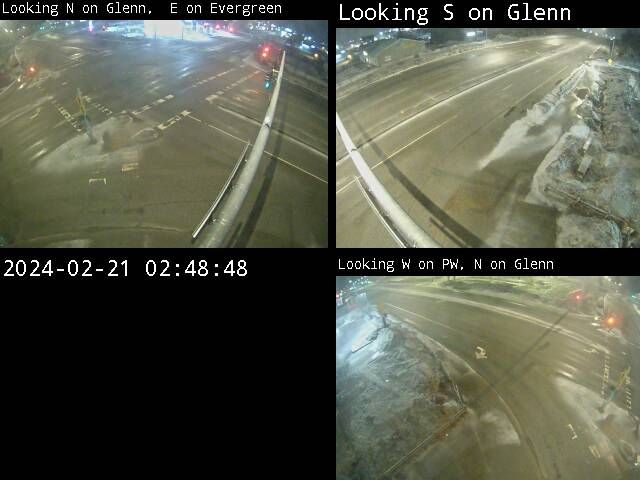 Looking N on Glenn, E on Evergreen
Looking S on Glenn
2024-02-21 02:48:48
Looking W on PW, N on Glenn